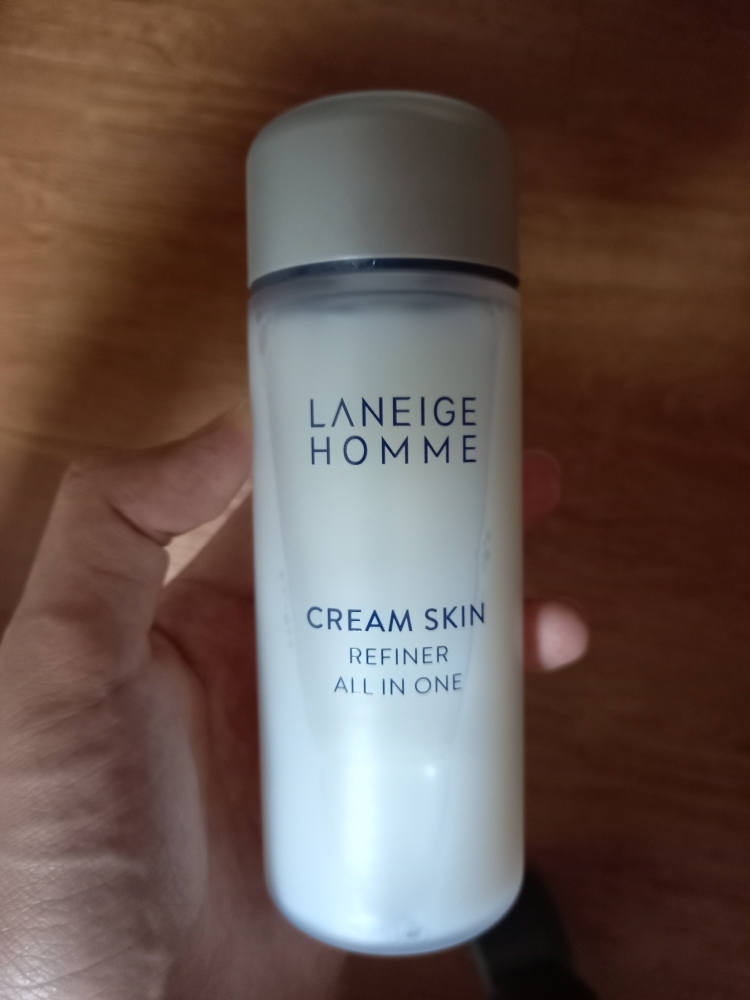 LANEIGE
HOMME
CREAM SKIN
REFINER
ALL IN ONE